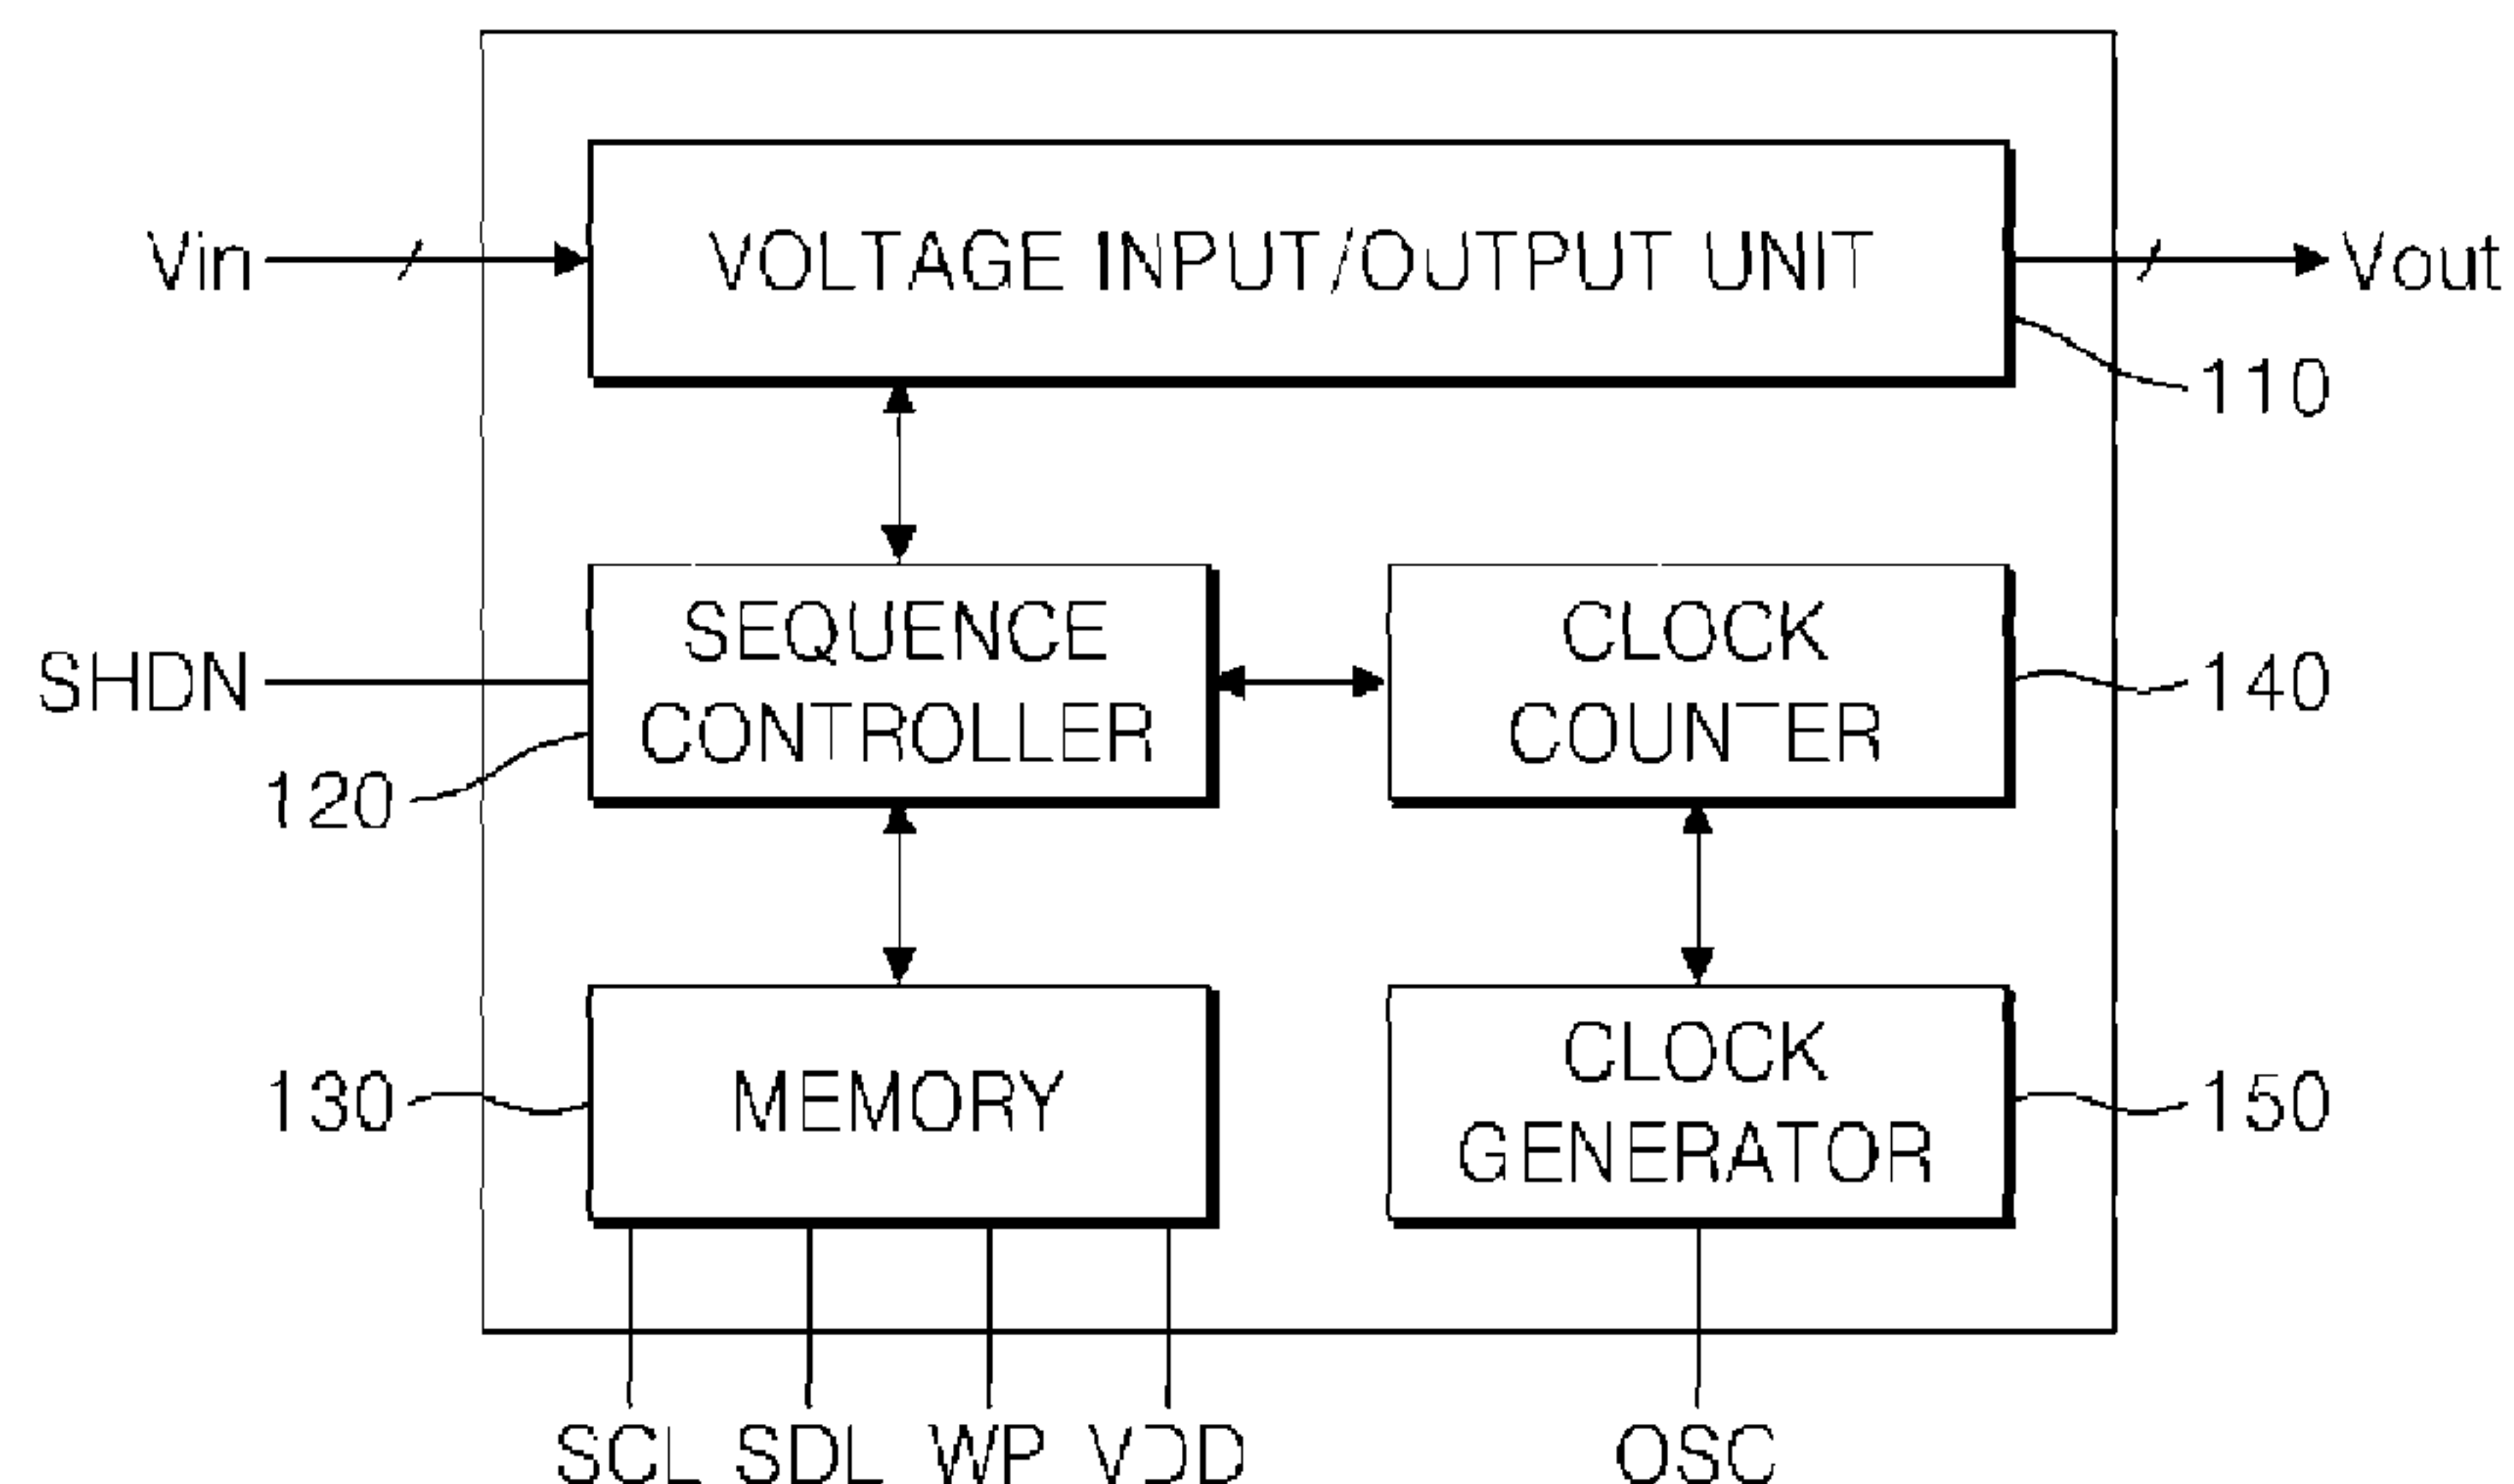 Vin
VOLTAGE INPUT/OUTPUT UNIT
Vout
110
SHDN
SEQUENCE
CONTROLLER
120
CLOCK
COUNTER
140
130
MEMORY
CLOCK
GENERATOR
150
SCL SDL WP VDD
OSC